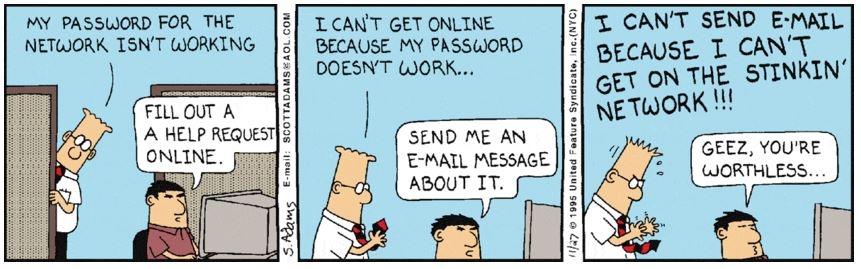 MY PASSWORD FOR THE
NETWORK ISN'T WORKING
FILL OUT A
A HELP REQUEST
ONLINE.
S. Adams E-mail: SCOTTADAMS@AOL.COM
I CAN'T GET ONLINE
BECAUSE MY PASSWORD
DOESN'T WORK...
SEND ME AN
E-MAIL MESSAGE
ABOUT IT.
11/27 © 1995 United Feature Syndicate, Inc.(NYC)
I CAN'T SEND E-MAIL
BECAUSE I CAN'T
GET ON THE STINKIN'
NETWORK!!!
GEEZ, YOU'RE
WORTHLESS...